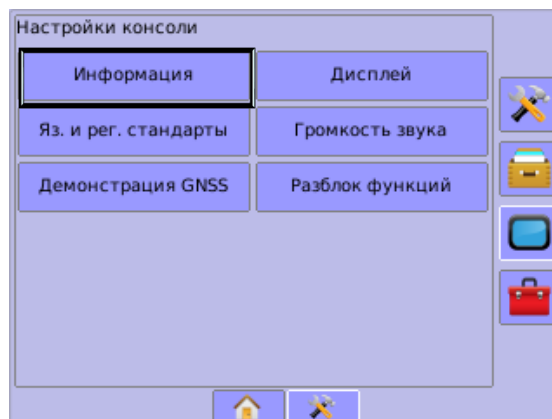 Настройки консоли
Информация
Дисплей
Яз. и рег. стандарты
Громкость звука
Демонстрация GNSS
Разблок функций